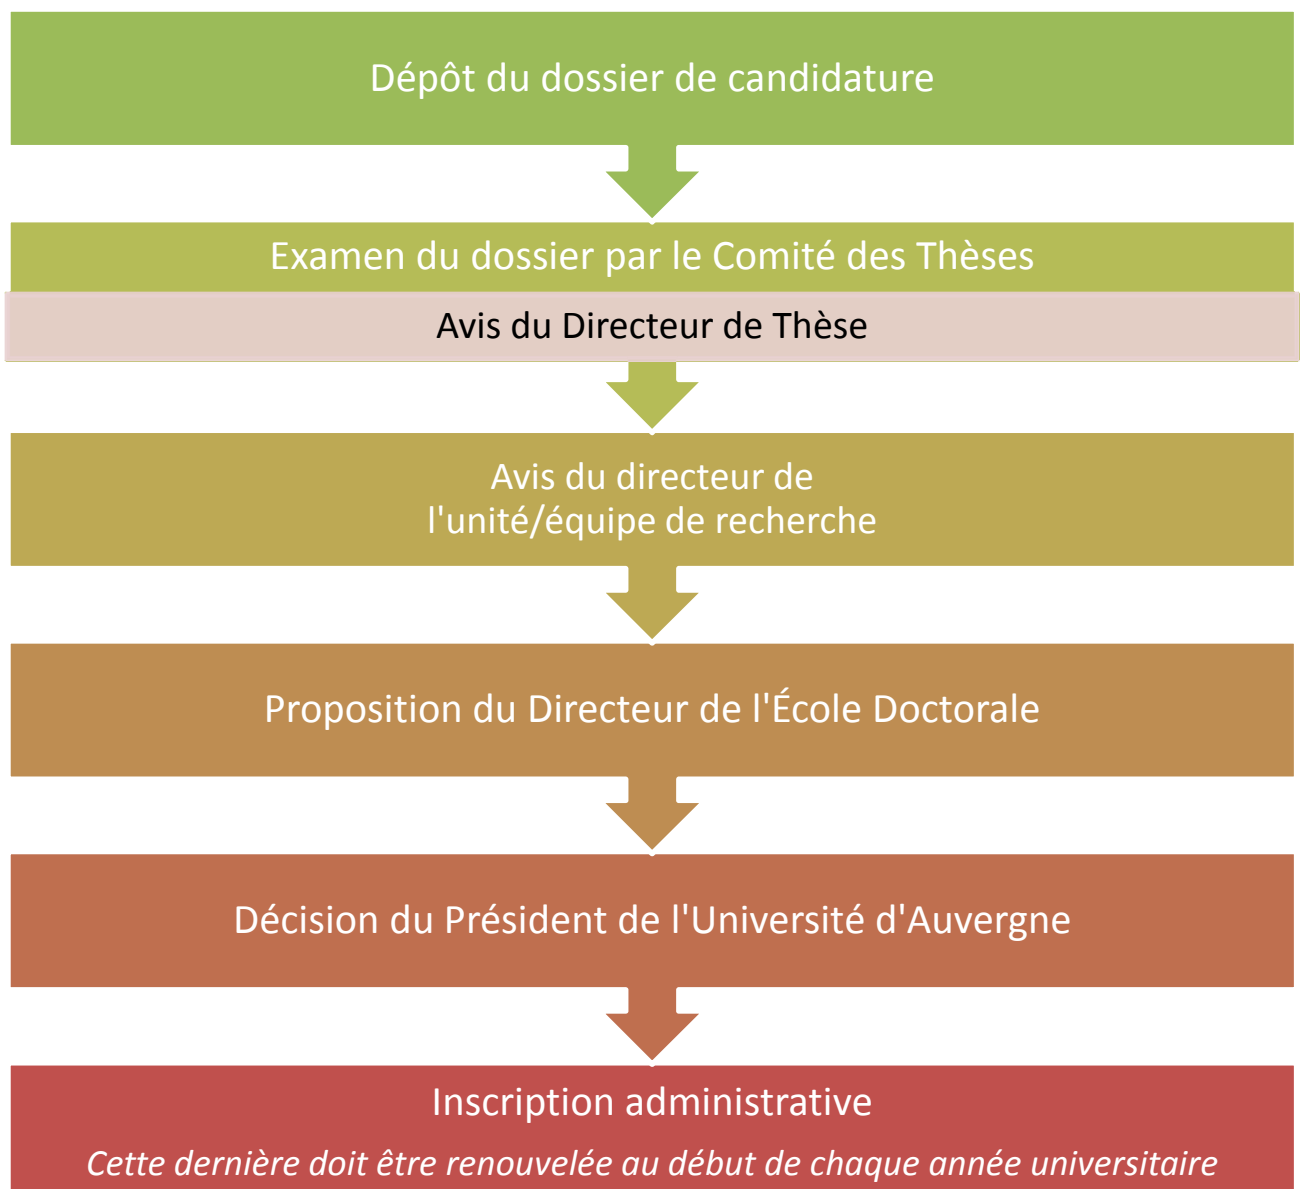 Dépôt du dossier de candidature
Examen du dossier par le Comité des Thèses
Avis du Directeur de Thèse
Avis du directeur de
l'unité/équipe de recherche
Proposition du Directeur de l'École Doctorale
Décision du Président de l'Université d'Auvergne
Inscription administrative
Cette dernière doit être renouvelée au début de chaque année universitaire